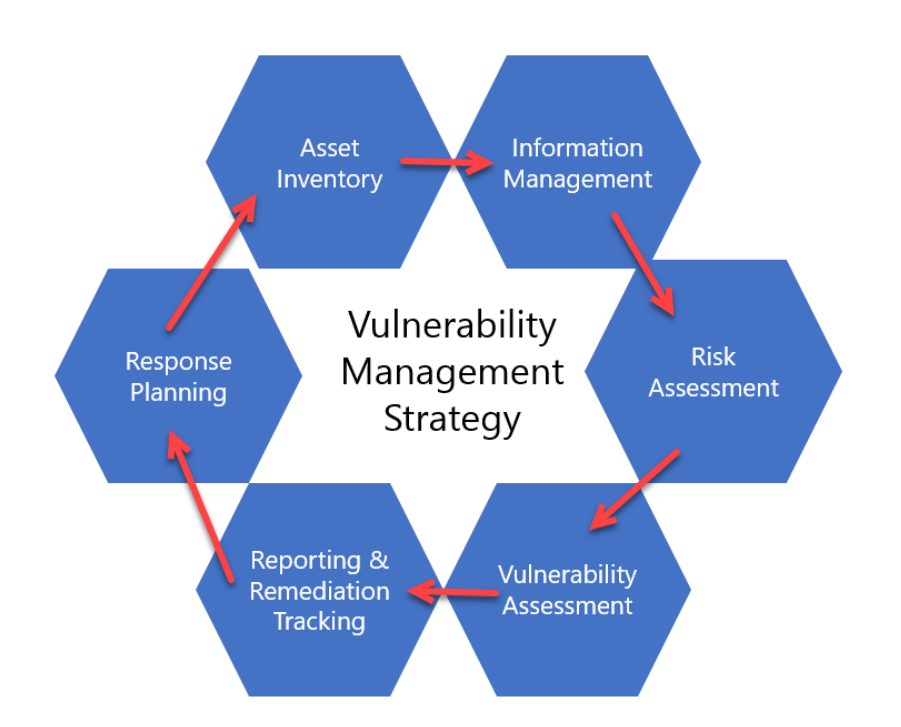 Asset
Inventory
Information
Management
Vulnerability
Management
Strategy
Risk
Assessment
Response
Planning
Reporting &
Remediation
Tracking
Vulnerability
Assessment